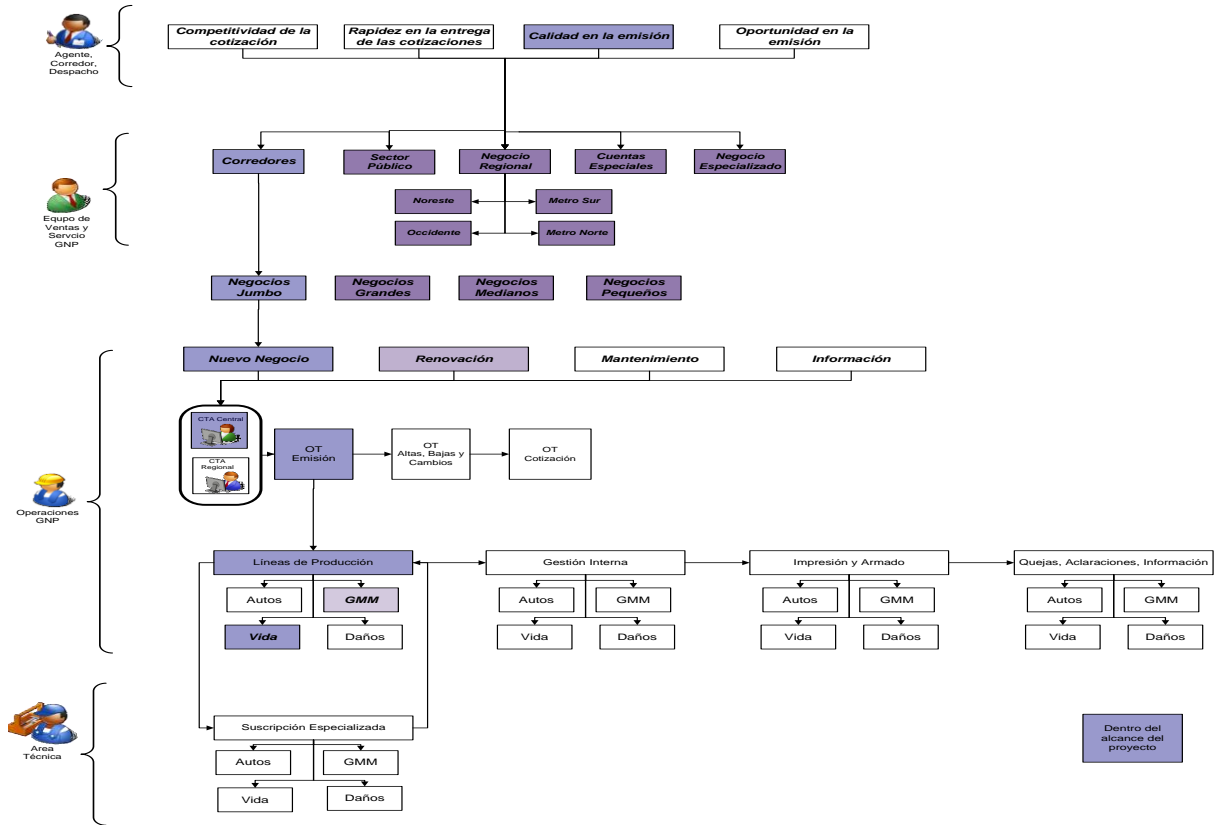 Competitividad de la
cotización
Rapidez en la entrega
de las cotizaciones
Calidad en la emisión
Oportunidad en la
emisión
Agente,
Corredor,
Despacho
Corredores
Sector
Público
Negocio
Regional
Cuentas
Especiales
Negocio
Especializado
Noreste
Metro Sur
Occidente
Metro Norte
Equpo de
Ventas y
Servcio
GNP
Negocios
Jumbo
Negocios
Grandes
Negocios
Medianos
Negocios
Pequeños
Nuevo Negocio
Renovación
Mantenimiento
Información
CTA Central
CTA
Regional
OT
Emisión
OT
Altas, Bajas y
Cambios
OT
Cotización
Operaciones
GNP
Líneas de Producción
Gestión Interna
Impresión y Armado
Quejas, Aclaraciones, Información
Autos
GMM
Autos
GMM
Autos
GMM
Autos
GMM
Vida
Daños
Vida
Daños
Vida
Daños
Vida
Daños
Area
Técnica
Suscripción Especializada
Autos
GMM
Vida
Daños
Dentro del
alcance del
proyecto